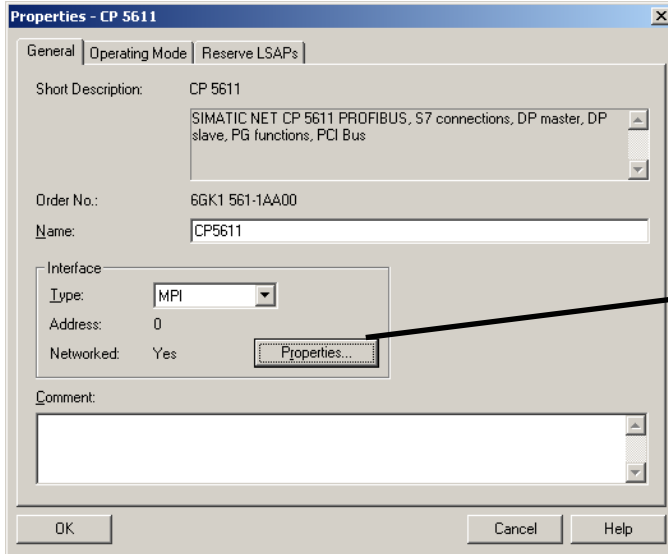 Properties - CP 5611
General Operating Mode Reserve LSAPs
Short Description: CP 5611
SIMATIC NET CP 5611 PROFIBUS, S7 connections, DP master, DP
slave, PG functions, PCI Bus
Order No.: 6GK1 561-1AA00
Name: CP5611
Interface
Type: MPI
Address: 0
Networked: Yes Properties...
Comment:
OK Cancel Help